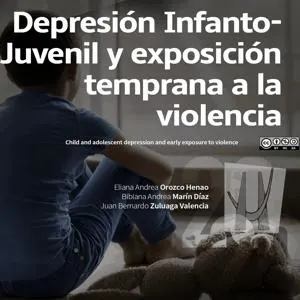 Depresión Infanto-
Juvenil y exposición
temprana a la
violencia
Child and adolescent depression and early exposure to violence
Eliana Andrea Orozco Henao
Bibiana Andrea Marín Díaz
Juan Bernardo Zuluaga Valencia